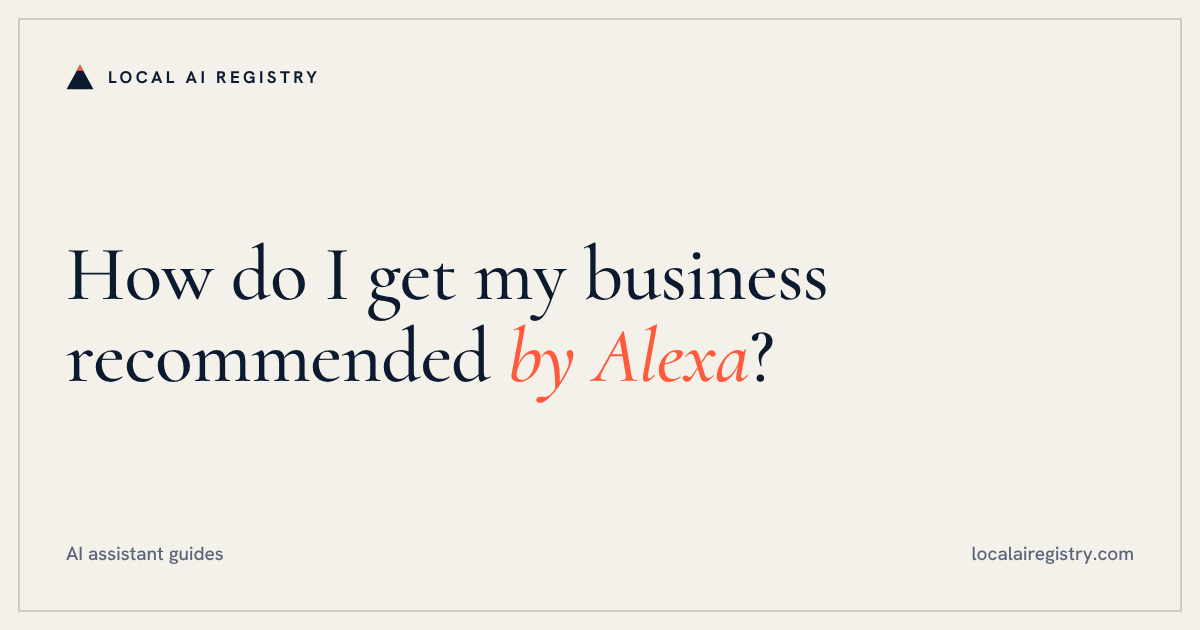 LOCAL AI REGISTRY
How do I get my business
recommended by Alexa?
AI assistant guides
localairegistry.com